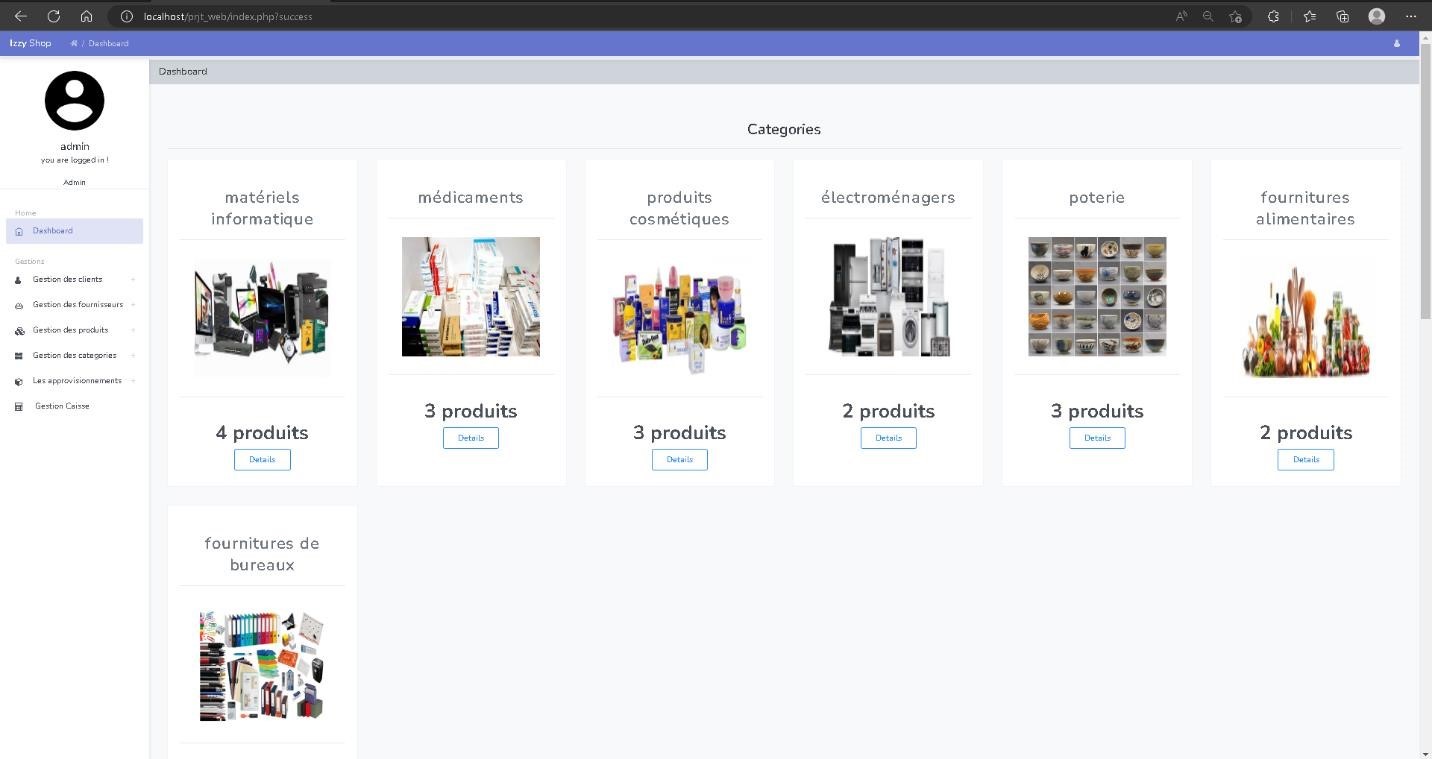 localhost/prjt_web/index.php?success
Izzy Shop / Dashboard
Dashboard
admin
you are logged in !
Admin
Home
Dashboard
Gestions
Gestion des clients +
Gestion des fournisseurs +
Gestion des produits +
Gestion des categories +
Les approvisionnements +
Gestion Caisse
Categories
matériels
informatique
4 produits
Details
médicaments
3 produits
Details
produits
cosmétiques
3 produits
Details
électroménagers
2 produits
Details
poterie
3 produits
Details
fournitures
alimentaires
2 produits
Details
fournitures de
bureaux